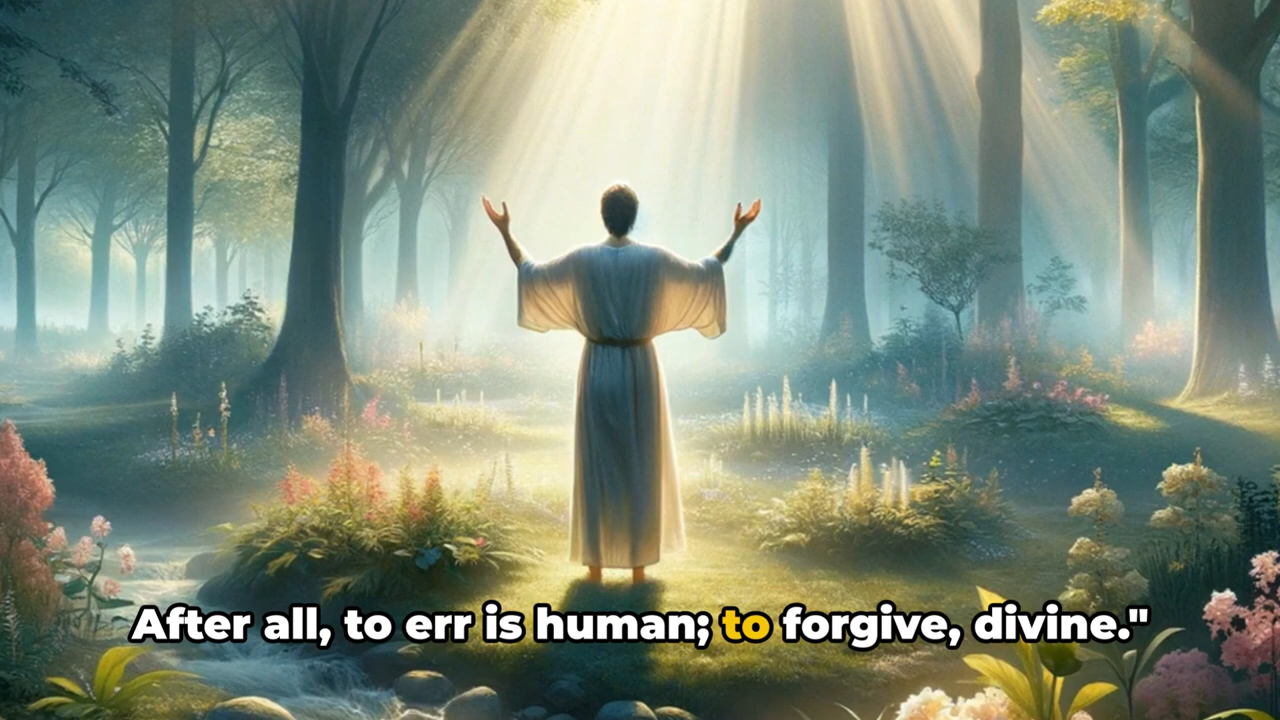 After all, to err is human; to forgive, divine."